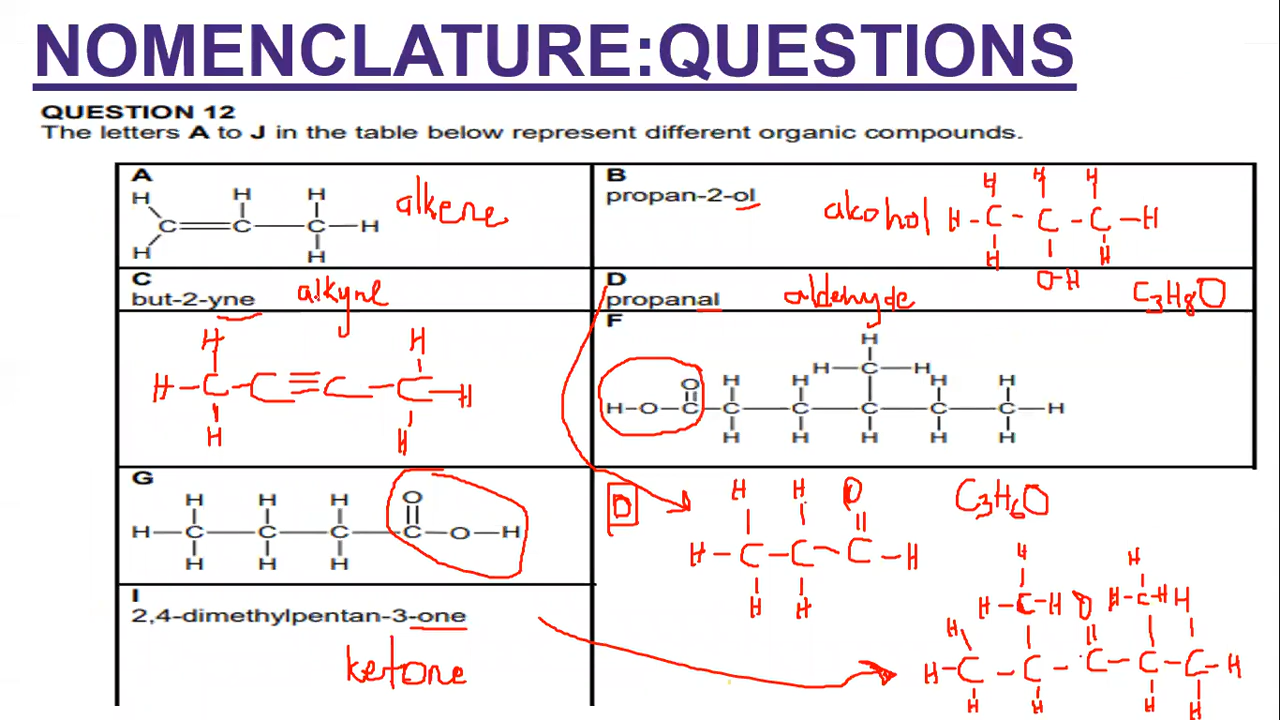 NOMENCLATURE:QUESTIONS
QUESTION 12
The letters A to J in the table below represent different organic compounds.
A
H H H
C C C H
H H
alkene
B
propan-2-ol
alcohol
H H H
H - C - C - C - H
H O-H H
C3H8O
C
but-2-yne
alkyne
H H
H - C - C ≡ C - C - H
H H
D
propanal
aldehyde
F
H
H C H
O H H H H
H O C C C C C C H
H H H H H
G
H H H O
H C C C C O H
H H H
D
H H O
H - C - C - C - H
H H
C3H6O
I
2,4-dimethylpentan-3-one
ketone
H H
H - C - H O H - C - H H
H
H - C - C - C - C - C - H
H H H H